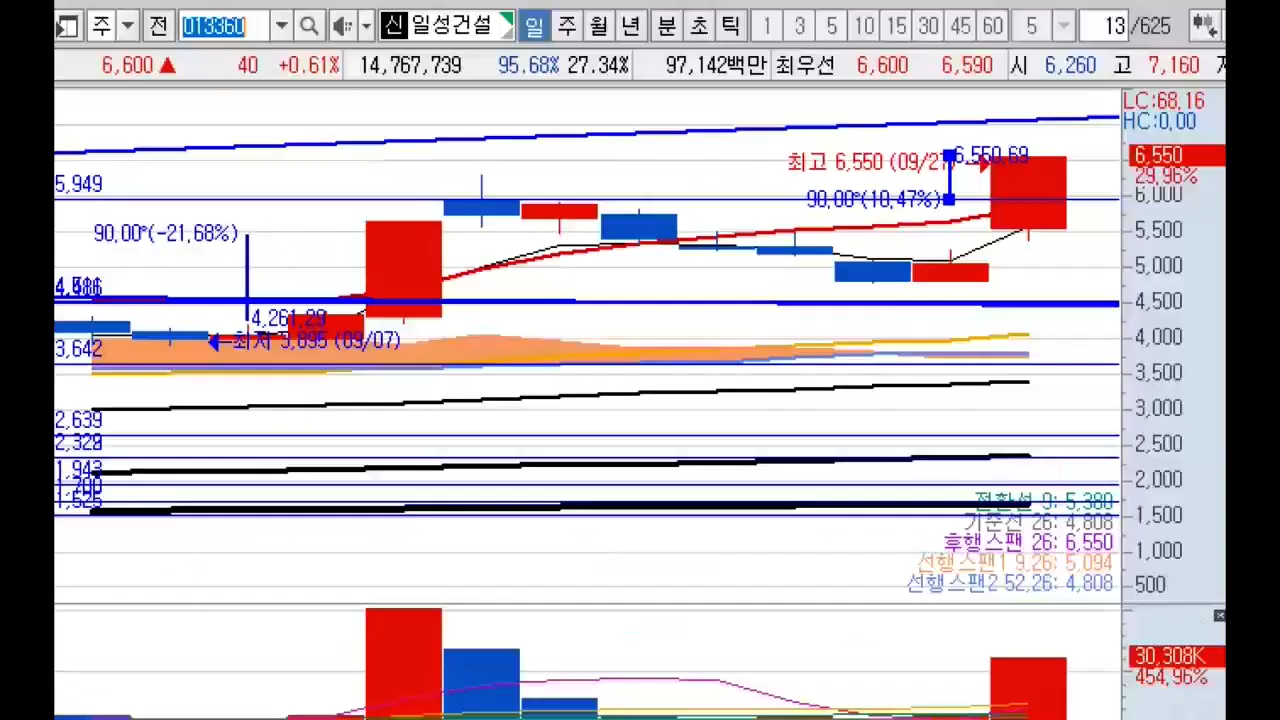 주 전 013360 신 일성건설 일 주 월 년 분 초 틱 1 3 5 10 15 30 45 60 5 13 /625
6,600 ▲ 40 +0.61% 14,767,739 95.68% 27.34% 97,142백만 최우선 6,600 6,590 시 6,260 고 7,160
LC:68,16
HC:0,00
6,550
29,96%
최고 6,550 (09/27)
6,550,69
90,00°(10,47%)
5,949
90,00°(-21,68%)
4,261,29
최저 3,895 (09/07)
3,642
2,639
2,329
1,943
1,525
6,000
5,500
5,000
4,500
4,000
3,500
3,000
2,500
2,000
1,500
1,000
500
전환선 9: 5,380
기준선 26: 4,808
후행스팬 26: 6,550
선행스팬1 9,26: 5,094
선행스팬2 52,26: 4,808
30,308K
454,96%